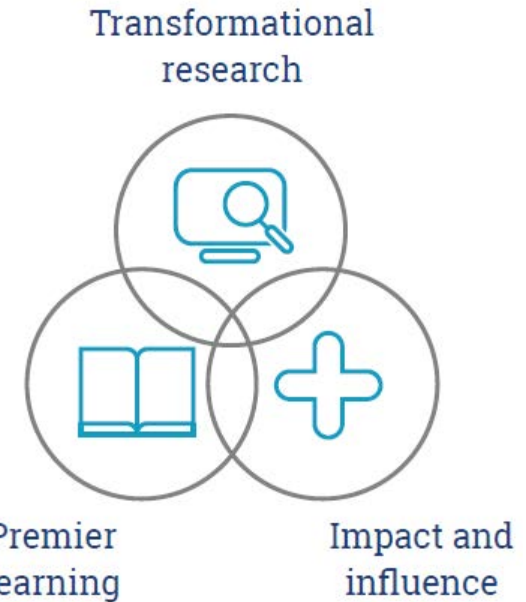 Transformational
research
Premier
earning
Impact and
influence